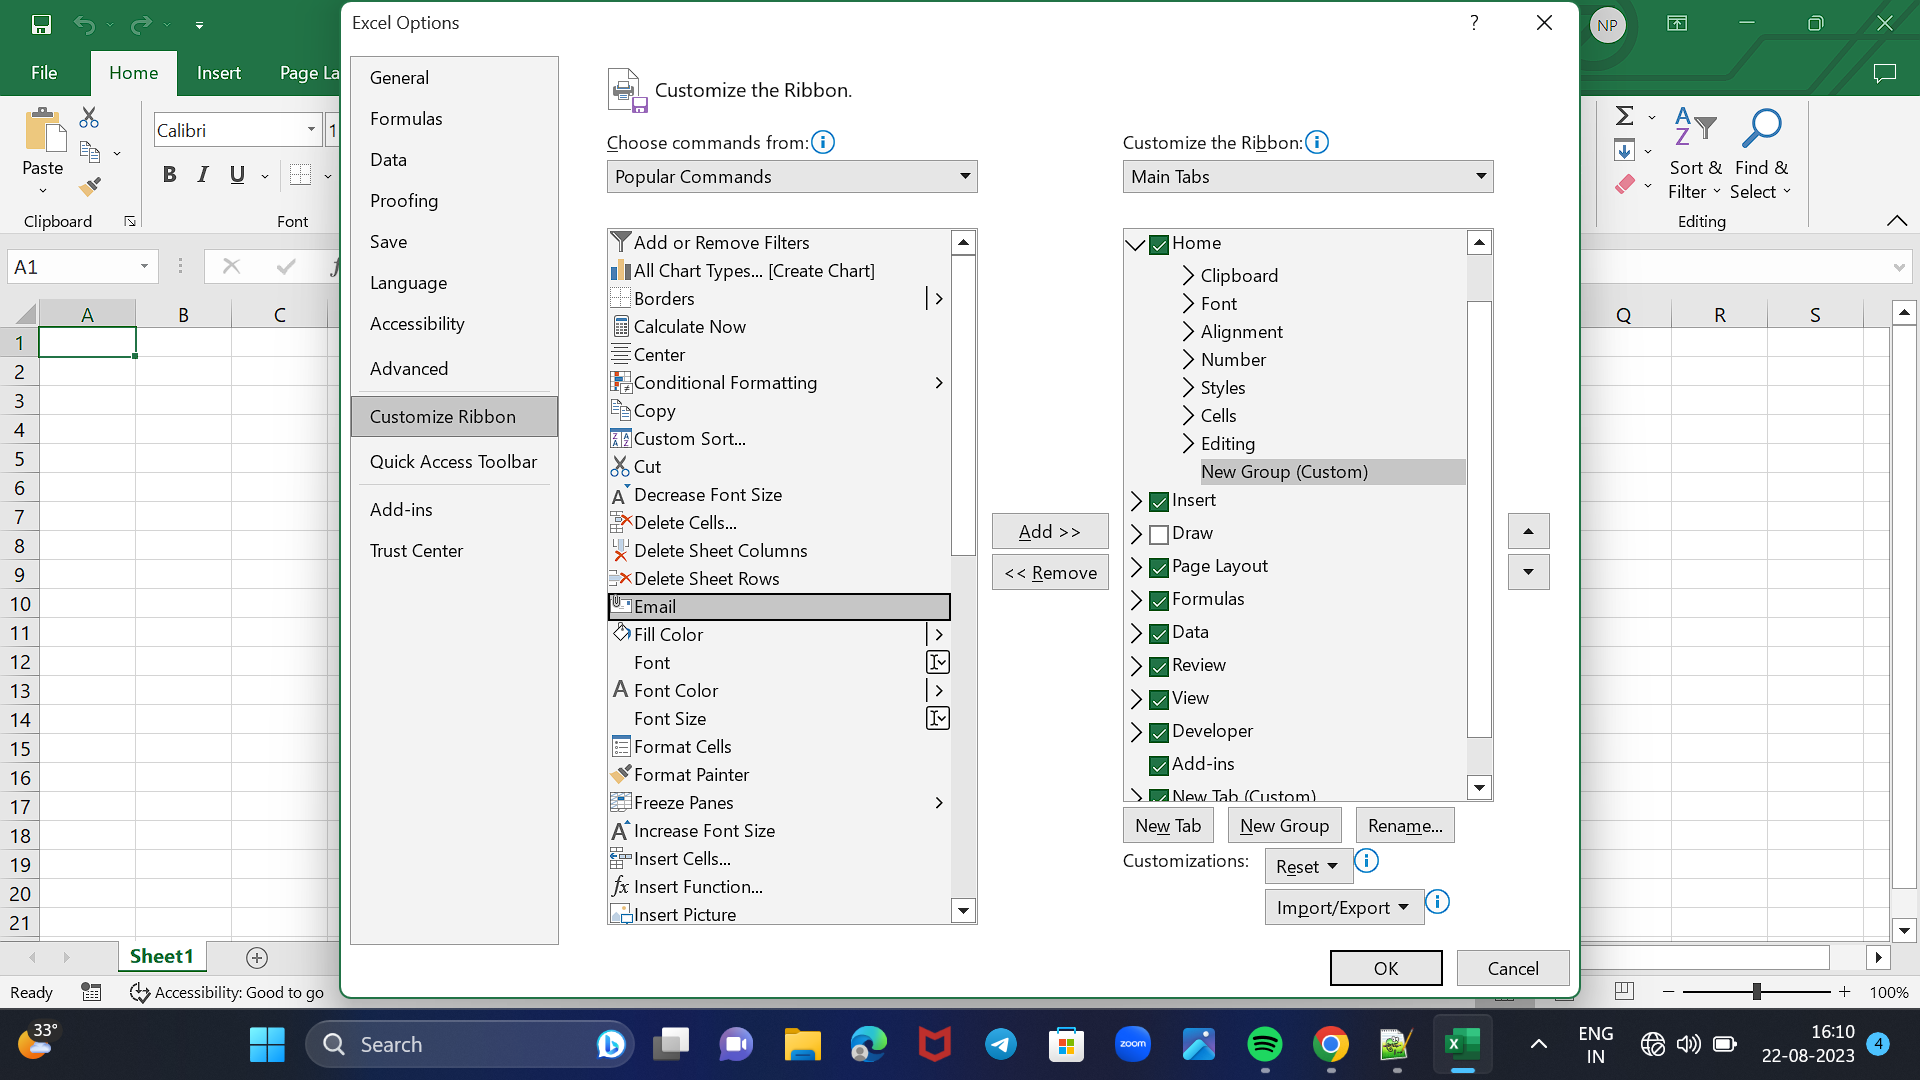 Excel Options
?
NP
File
Home
Insert
Page La
Paste
Clipboard
Calibri
1
B I U
Font
Σ
A
Z
Sort &
Filter
Find &
Select
Editing
A1
A B C
Q R S
1
2
3
4
5
6
7
8
9
10
11
12
13
14
15
16
17
18
19
20
21
General
Formulas
Data
Proofing
Save
Language
Accessibility
Advanced
Customize Ribbon
Quick Access Toolbar
Add-ins
Trust Center
Customize the Ribbon.
Choose commands from:
Popular Commands
Add or Remove Filters
All Chart Types... [Create Chart]
Borders
Calculate Now
Center
Conditional Formatting
Copy
Custom Sort...
Cut
Decrease Font Size
Delete Cells...
Delete Sheet Columns
Delete Sheet Rows
Email
Fill Color
Font
Font Color
Font Size
Format Cells
Format Painter
Freeze Panes
Increase Font Size
Insert Cells...
Insert Function...
Insert Picture
Add >>
<< Remove
Customize the Ribbon:
Main Tabs
Home
Clipboard
Font
Alignment
Number
Styles
Cells
Editing
New Group (Custom)
Insert
Draw
Page Layout
Formulas
Data
Review
View
Developer
Add-ins
New Tab (Custom)
New Tab
New Group
Rename...
Customizations:
Reset
Import/Export
OK
Cancel
Sheet1
Ready
Accessibility: Good to go
100%
33°
Search
zoom
ENG
IN
16:10
22-08-2023
4